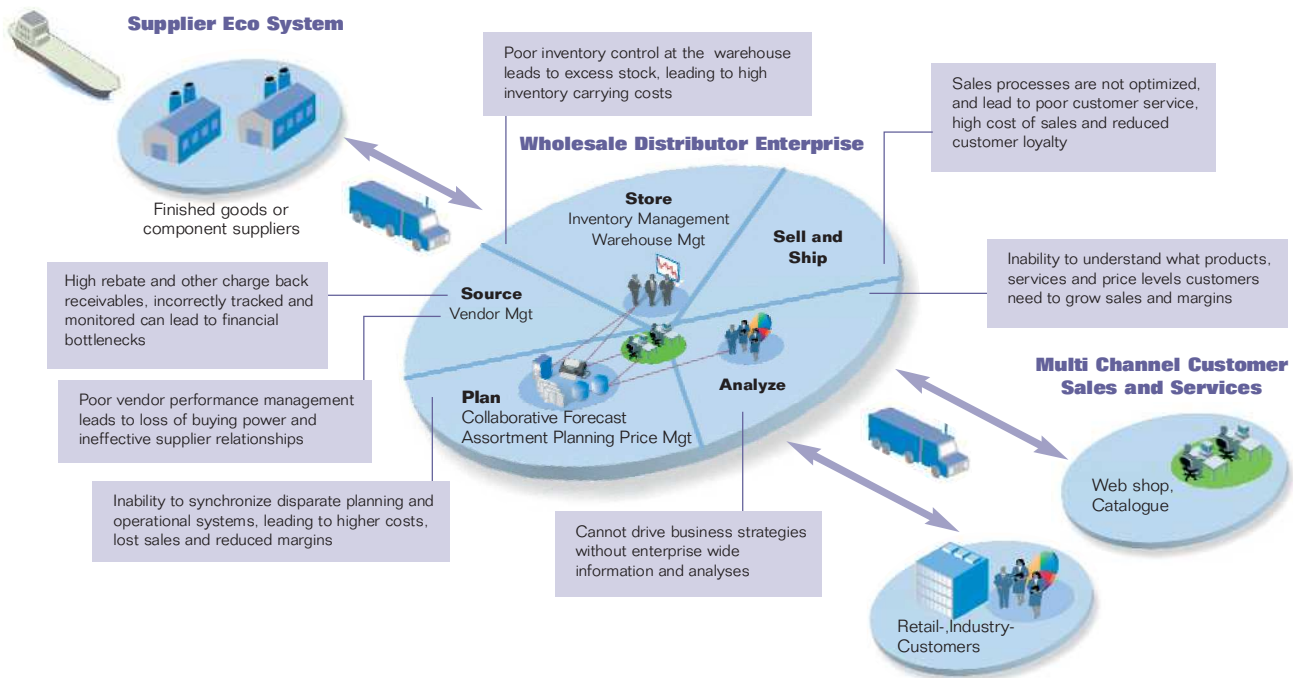 Supplier Eco System
Poor inventory control at the warehouse
leads to excess stock, leading to high
inventory carrying costs
Sales processes are not optimized,
and lead to poor customer service,
high cost of sales and reduced
customer loyalty
Wholesale Distributor Enterprise
Finished goods or
component suppliers
Store
Inventory Management
Warehouse Mgt
Sell and
Ship
High rebate and other charge back
receivables, incorrectly tracked and
monitored can lead to financial
bottlenecks
Source
Vendor Mgt
Inability to understand what products,
services and price levels customers
need to grow sales and margins
Poor vendor performance management
leads to loss of buying power and
ineffective supplier relationships
Plan
Collaborative Forecast
Assortment Planning Price Mgt
Analyze
Multi Channel Customer
Sales and Services
Inability to synchronize disparate planning and
operational systems, leading to higher costs,
lost sales and reduced margins
Cannot drive business strategies
without enterprise wide
information and analyses
Web shop,
Catalogue
Retail-,Industry-
Customers